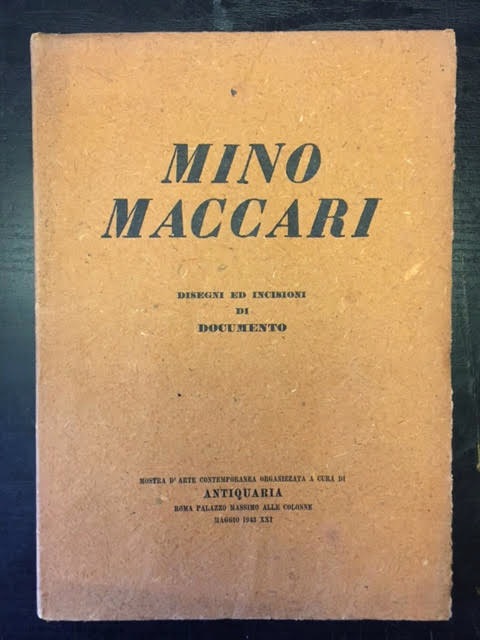 MINO
MACCARI
DISEGNI ED INCISIONI
DI
DOCUMENTO
MOSTRA D'ARTE CONTEMPORANEA ORGANIZZATA A CURA DI
ANTIQUARIA
ROMA PALAZZO MASSIMO ALLE COLONNE
MAGGIO 1943 XXI